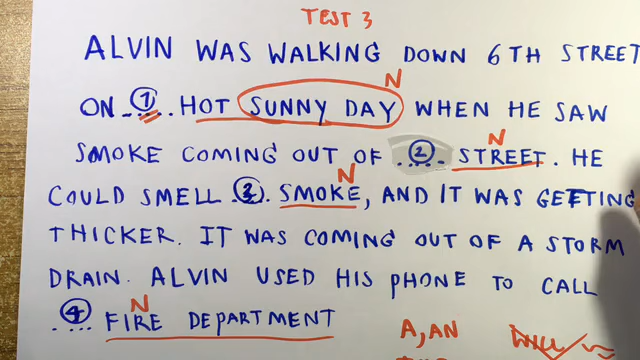 TEST 3
ALVIN WAS WALKING DOWN 6TH STREET
N
ON ..1.. HOT SUNNY DAY WHEN HE SAW
N
SMOKE COMING OUT OF ..2.. STREET. HE
N
COULD SMELL .3. SMOKE, AND IT WAS GETTING
THICKER. IT WAS COMING OUT OF A STORM
DRAIN. ALVIN USED HIS PHONE TO CALL
N
4 .... FIRE DEPARTMENT
A, AN